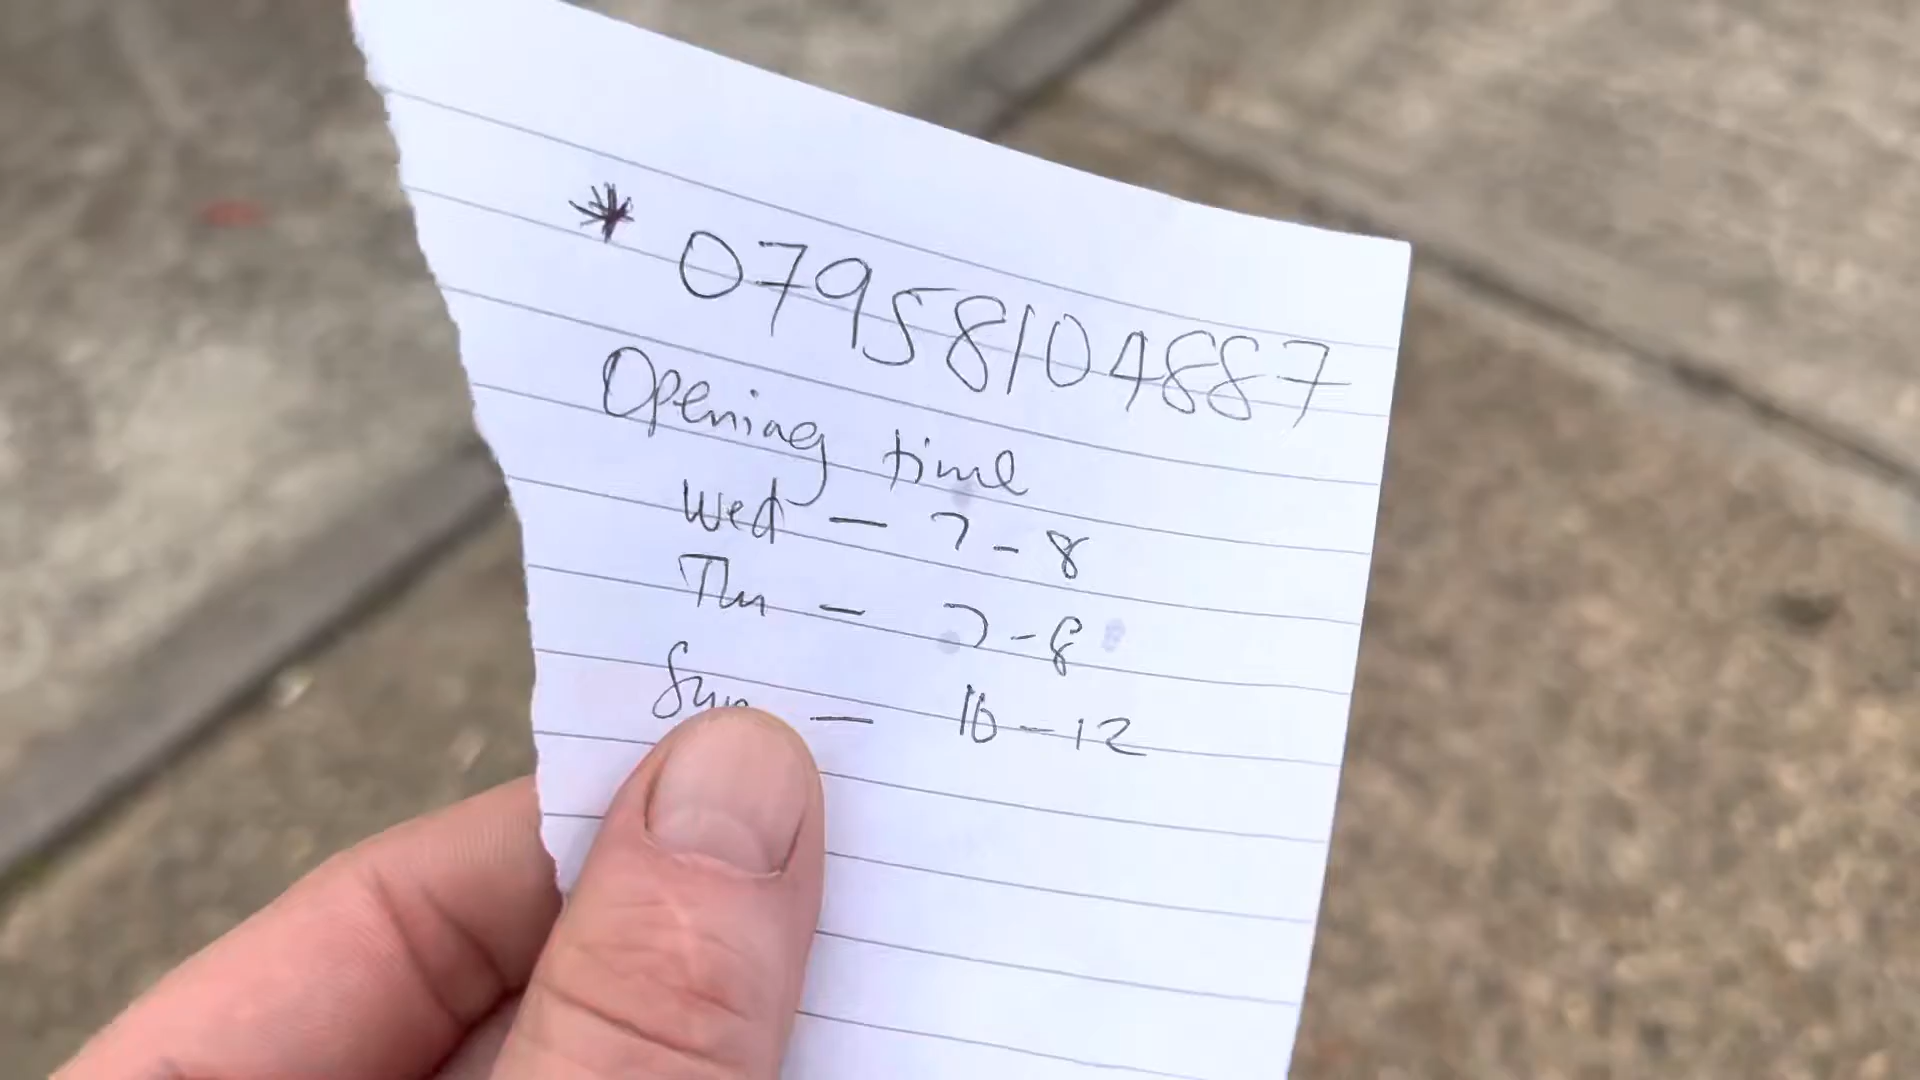 * 07958104887
Opening time
Wed — 7 - 8
Thu — 7 - 8
Sun — 10 - 12